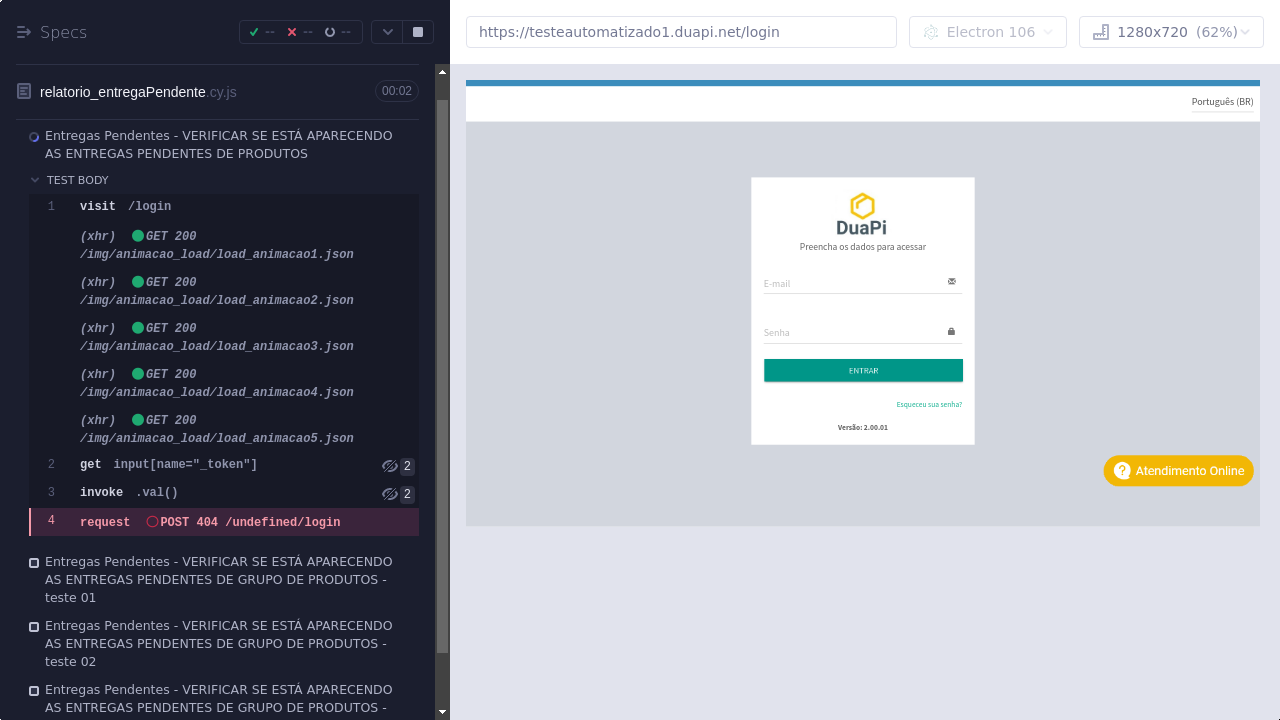 Specs
--
--
--
https://testeautomatizado1.duapi.net/login
Electron 106
1280x720 (62%)
relatorio_entregaPendente.cy.js
00:02
Entregas Pendentes - VERIFICAR SE ESTÁ APARECENDO
AS ENTREGAS PENDENTES DE PRODUTOS
TEST BODY
1 visit /login
(xhr) GET 200
/img/animacao_load/load_animacao1.json
(xhr) GET 200
/img/animacao_load/load_animacao2.json
(xhr) GET 200
/img/animacao_load/load_animacao3.json
(xhr) GET 200
/img/animacao_load/load_animacao4.json
(xhr) GET 200
/img/animacao_load/load_animacao5.json
2 get input[name="_token"] 2
3 invoke .val() 2
4 request POST 404 /undefined/login
Entregas Pendentes - VERIFICAR SE ESTÁ APARECENDO
AS ENTREGAS PENDENTES DE GRUPO DE PRODUTOS -
teste 01
Entregas Pendentes - VERIFICAR SE ESTÁ APARECENDO
AS ENTREGAS PENDENTES DE GRUPO DE PRODUTOS -
teste 02
Entregas Pendentes - VERIFICAR SE ESTÁ APARECENDO
AS ENTREGAS PENDENTES DE GRUPO DE PRODUTOS -
Português (BR)
DuaPi
Preencha os dados para acessar
E-mail
Senha
ENTRAR
Esqueceu sua senha?
Versão: 2.00.01
Atendimento Online